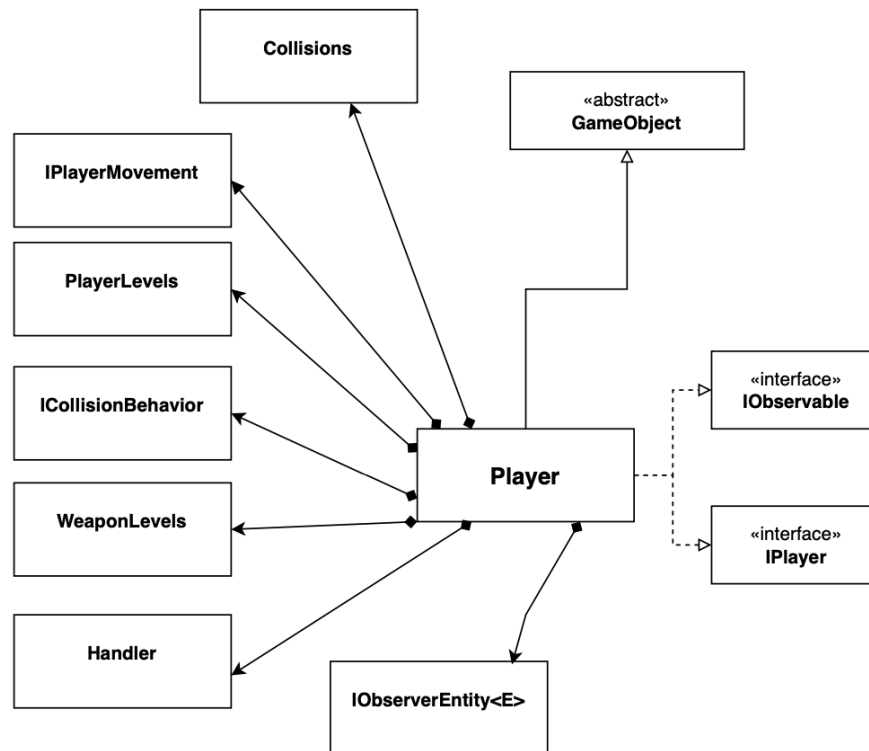 Collisions
«abstract»
GameObject
IPlayerMovement
PlayerLevels
ICollisionBehavior
«interface»
IObservable
Player
WeaponLevels
«interface»
IPlayer
Handler
IObserverEntity<E>